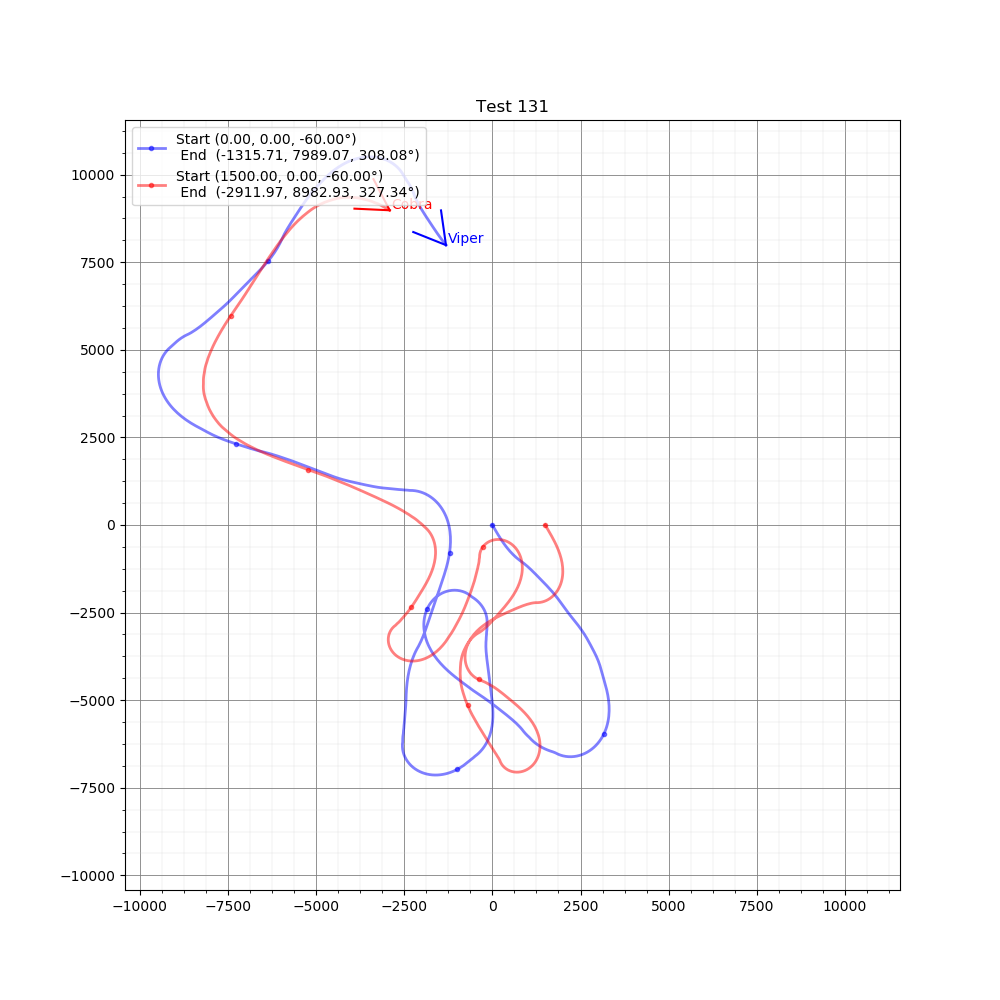 Test 131
Start (0.00, 0.00, -60.00°)
End  (-1315.71, 7989.07, 308.08°)
Start (1500.00, 0.00, -60.00°)
End  (-2911.97, 8982.93, 327.34°)
Cobra
Viper
10000
7500
5000
2500
0
−2500
−5000
−7500
−10000
−10000 −7500 −5000 −2500 0 2500 5000 7500 10000